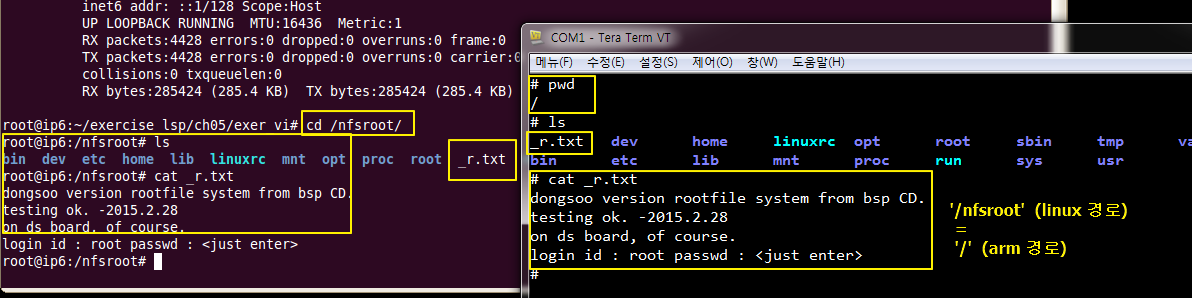 inet6 addr: ::1/128 Scope:Host
UP LOOPBACK RUNNING  MTU:16436  Metric:1
RX packets:4428 errors:0 dropped:0 overruns:0 frame:0
TX packets:4428 errors:0 dropped:0 overruns:0 carrier:0
collisions:0 txqueuelen:0
RX bytes:285424 (285.4 KB)  TX bytes:285424 (285.4 KB)
root@ip6:~/exercise_lsp/ch05/exer_vi# cd /nfsroot/
root@ip6:/nfsroot# ls
bin  dev  etc  home  lib  linuxrc  mnt  opt  proc  root  _r.txt
root@ip6:/nfsroot# cat _r.txt
dongsoo version rootfile system from bsp CD.
testing ok. -2015.2.28
on ds board, of course.
login id : root passwd : <just enter>
root@ip6:/nfsroot#
COM1 - Tera Term VT
메뉴(F)  수정(E)  설정(S)  제어(O)  창(W)  도움말(H)
# pwd
/
# ls
_r.txt  dev  home  linuxrc  opt  root  sbin  tmp  va
bin  etc  lib  mnt  proc  run  sys  usr
# cat _r.txt
dongsoo version rootfile system from bsp CD.
testing ok. -2015.2.28
on ds board, of course.
login id : root passwd : <just enter>
#
'/nfsroot'  (linux 경로)
=
'/'  (arm 경로)